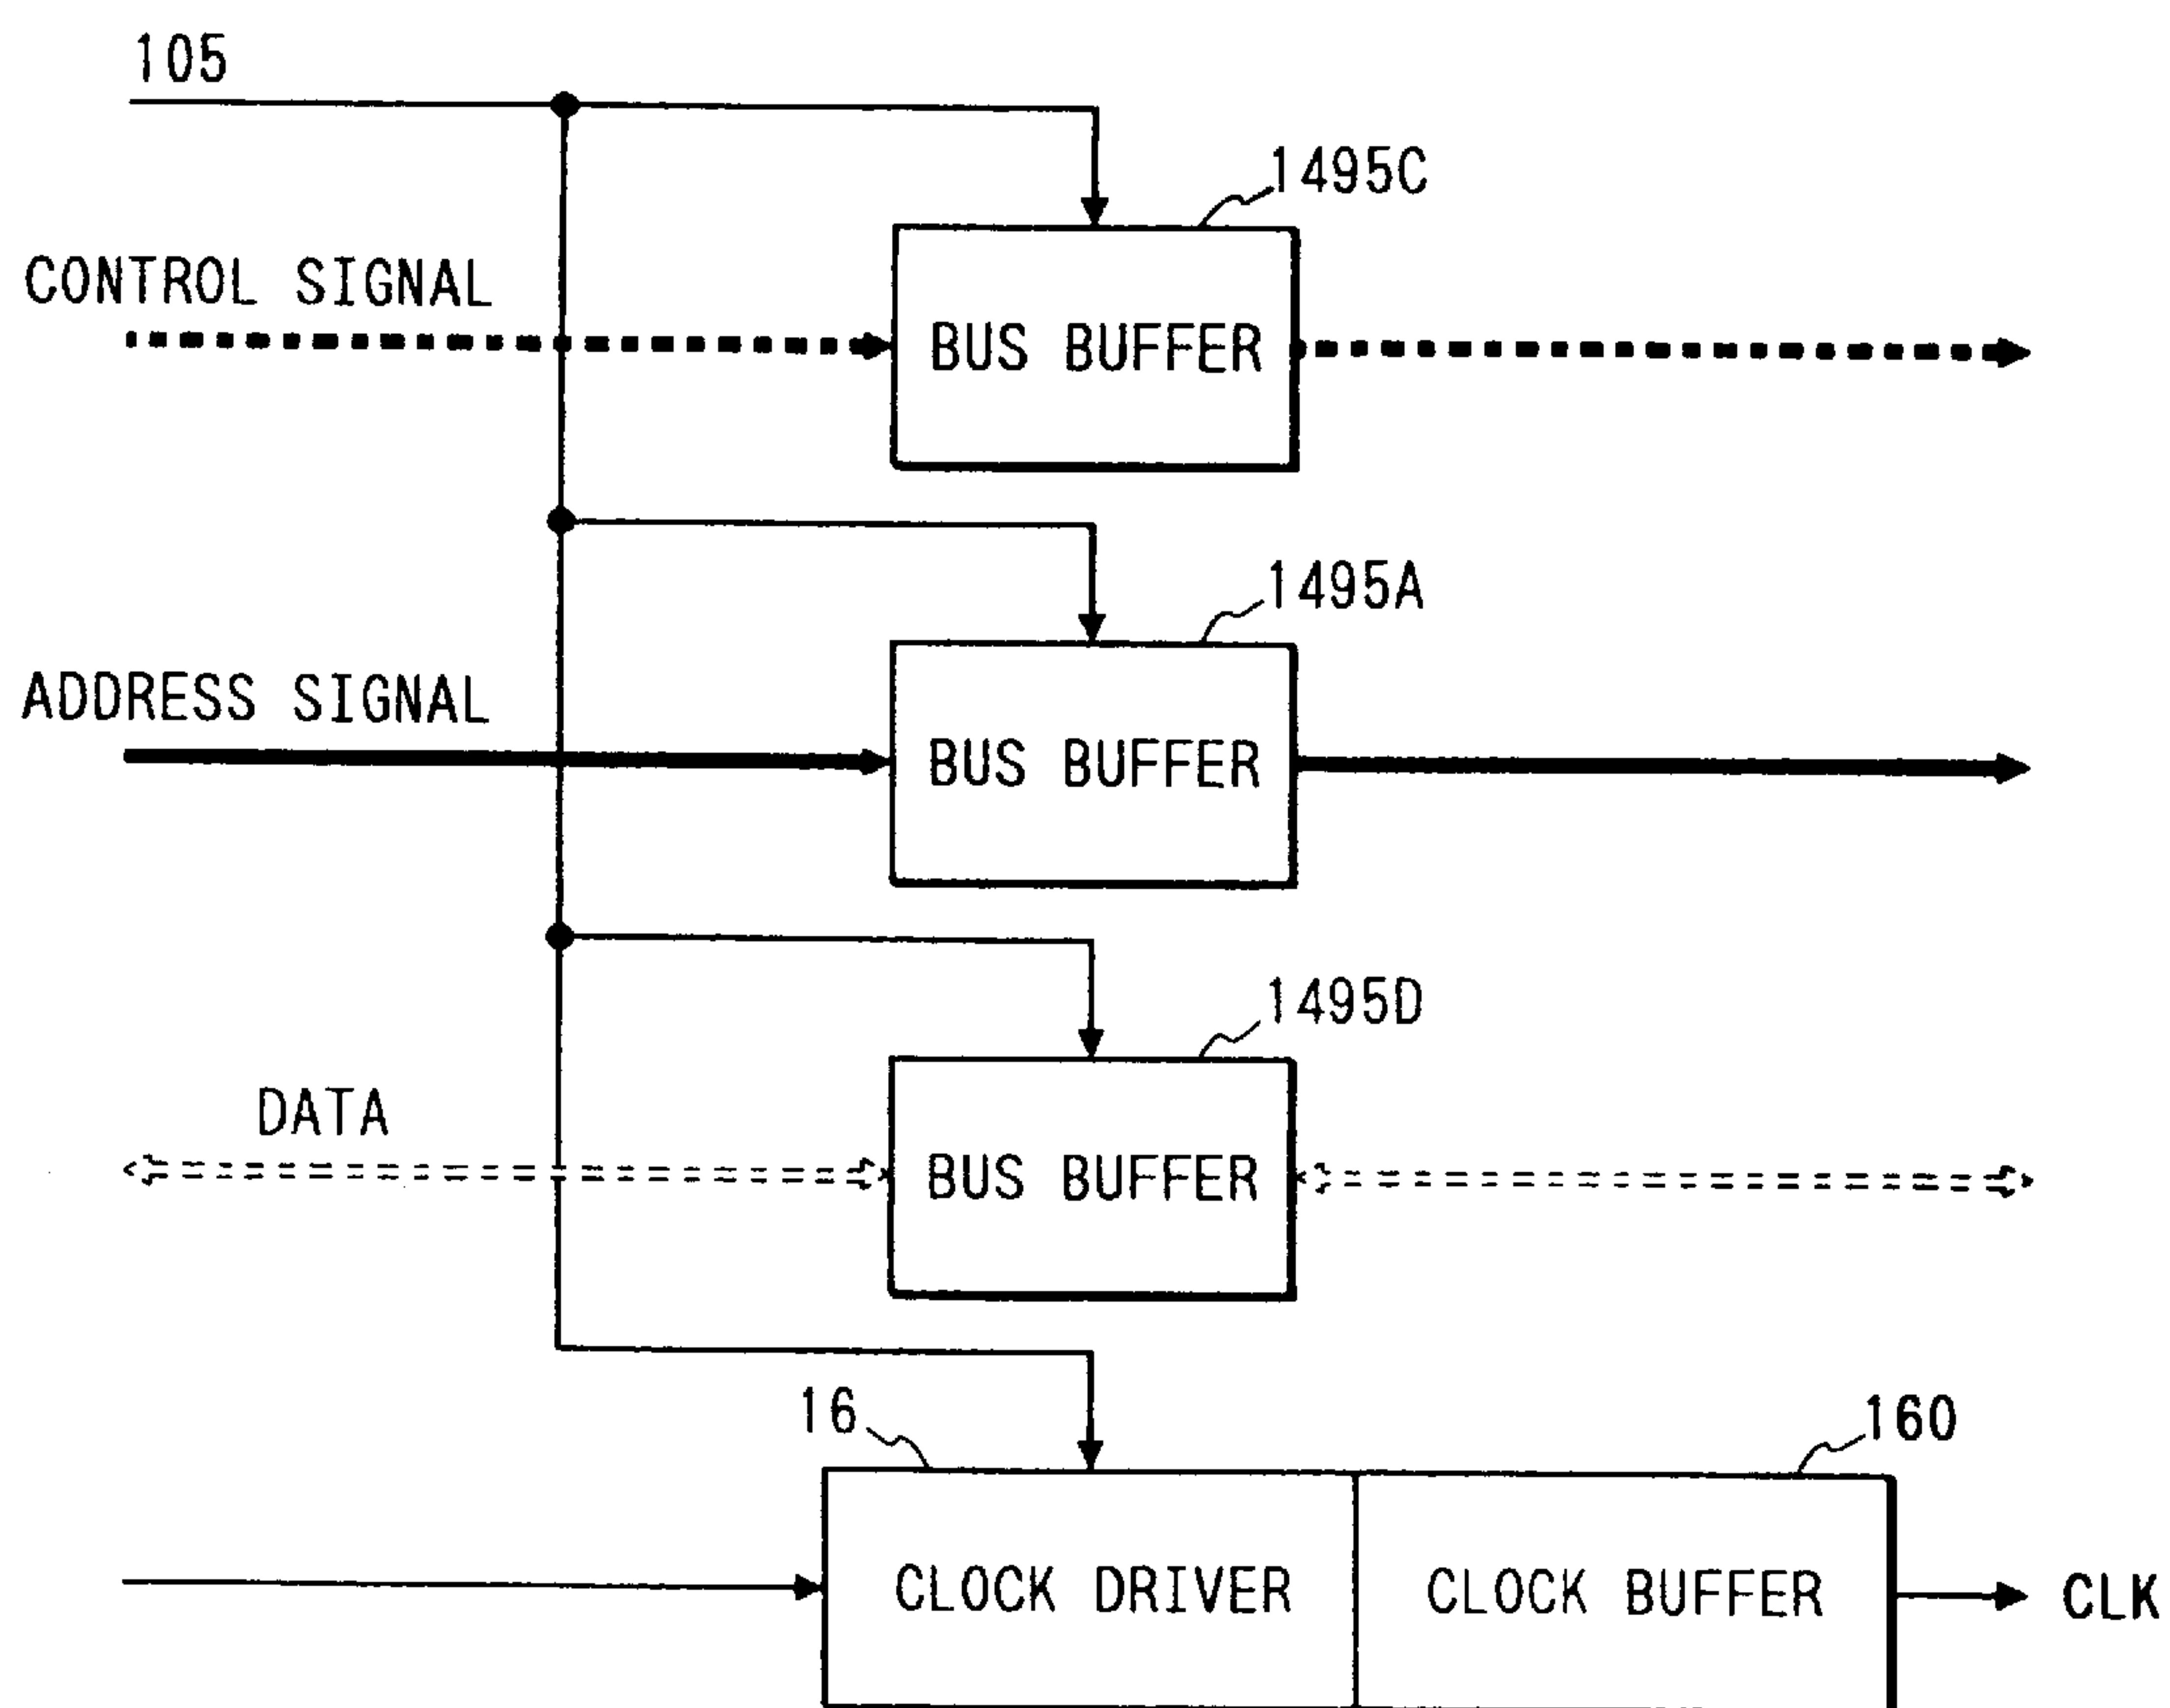 105
1495C
CONTROL SIGNAL
BUS BUFFER
1495A
ADDRESS SIGNAL
BUS BUFFER
1495D
DATA
BUS BUFFER
16
160
CLOCK DRIVER
CLOCK BUFFER
CLK